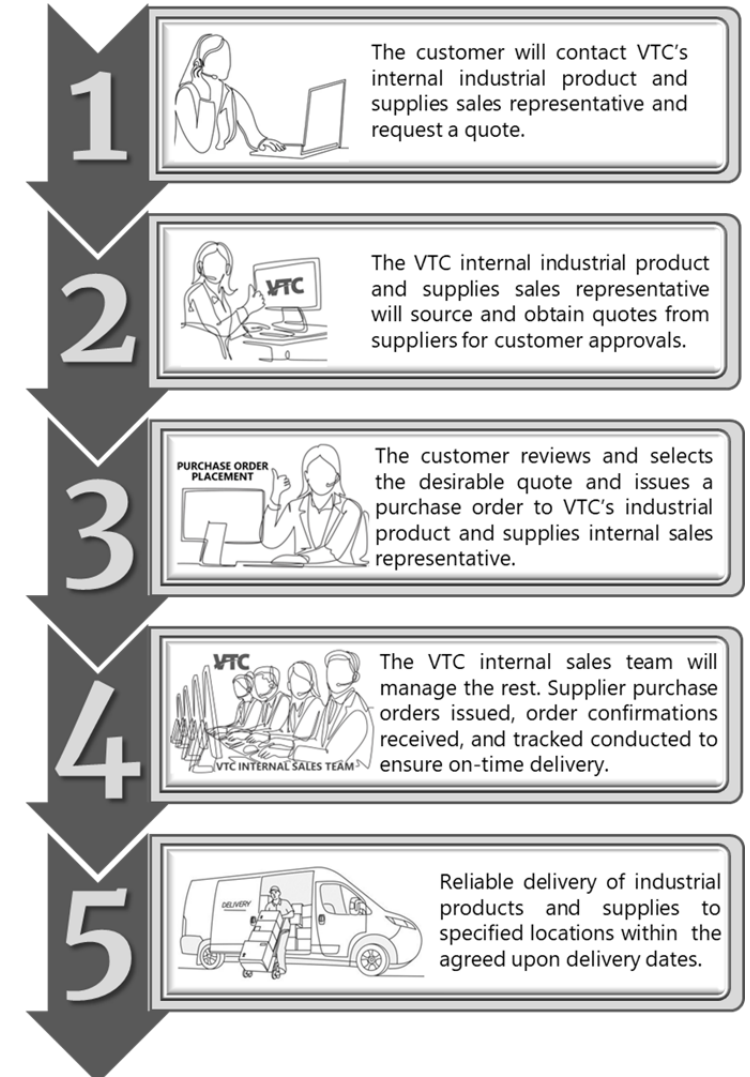 1
The customer will contact VTC's
internal industrial product and
supplies sales representative and
request a quote.
2
VTC
The VTC internal industrial product
and supplies sales representative
will source and obtain quotes from
suppliers for customer approvals.
3
PURCHASE ORDER
PLACEMENT
The customer reviews and selects
the desirable quote and issues a
purchase order to VTC's industrial
product and supplies internal sales
representative.
4
VTC
VTC INTERNAL SALES TEAM
The VTC internal sales team will
manage the rest. Supplier purchase
orders issued, order confirmations
received, and tracked conducted to
ensure on-time delivery.
5
DELIVERY
Reliable delivery of industrial
products and supplies to
specified locations within the
agreed upon delivery dates.